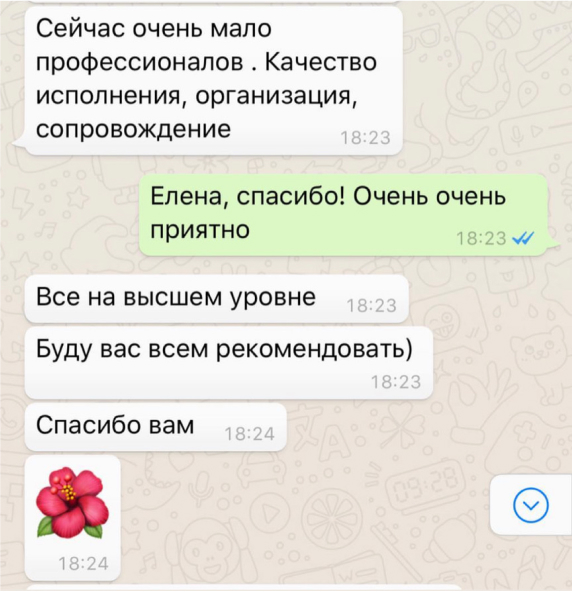 Сейчас очень мало
профессионалов . Качество
исполнения, организация,
сопровождение
18:23
Елена, спасибо! Очень очень
приятно
18:23
Все на высшем уровне
18:23
Буду вас всем рекомендовать)
18:23
Спасибо вам
18:24
18:24